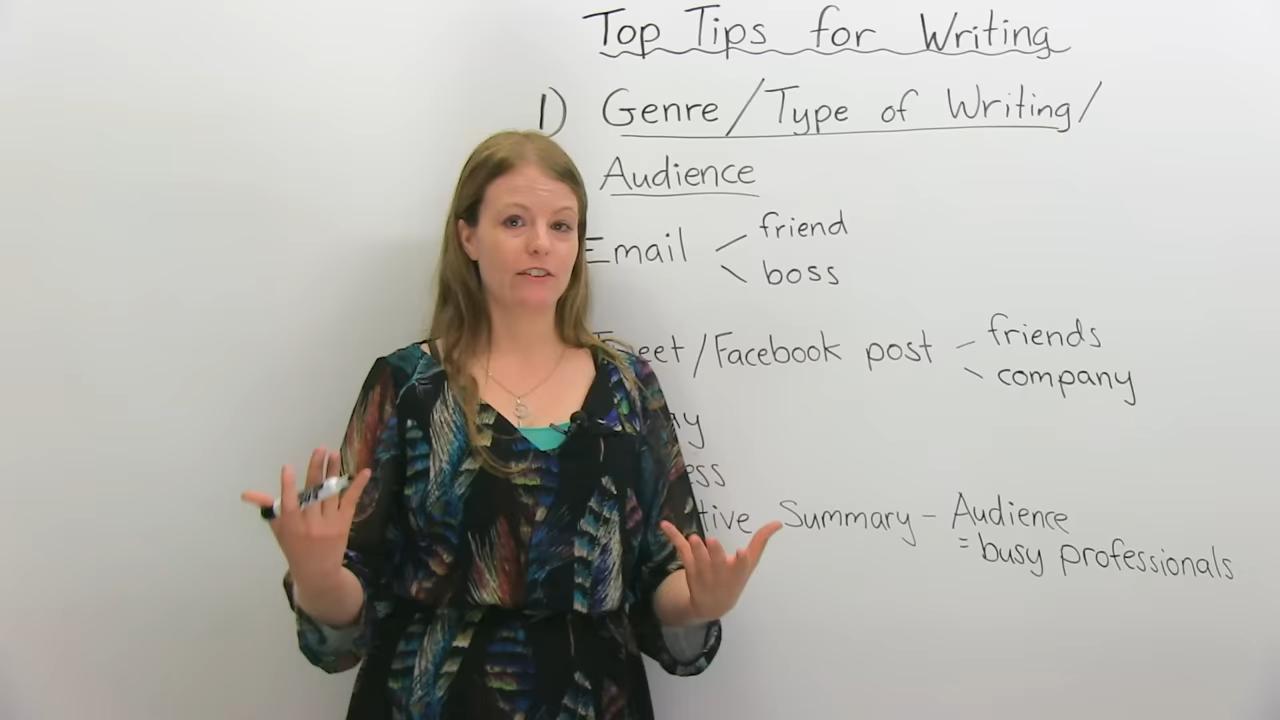 Top Tips for Writing
1) Genre/Type of Writing/
Audience
Email
friend
boss
/Facebook post
friends
company
Summary - Audience
= busy professionals